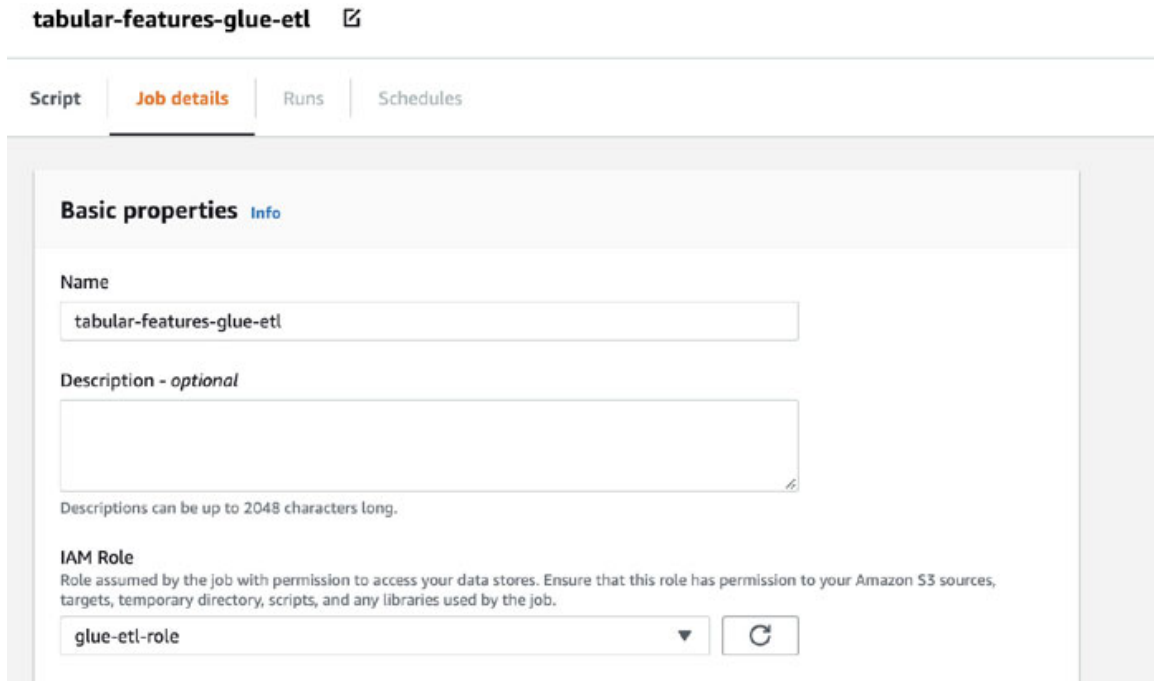 tabular-features-glue-etl
Script Job details Runs Schedules
Basic properties Info
Name
tabular-features-glue-etl
Description - optional
Descriptions can be up to 2048 characters long.
IAM Role
Role assumed by the job with permission to access your data stores. Ensure that this role has permission to your Amazon S3 sources,
targets, temporary directory, scripts, and any libraries used by the job.
glue-etl-role